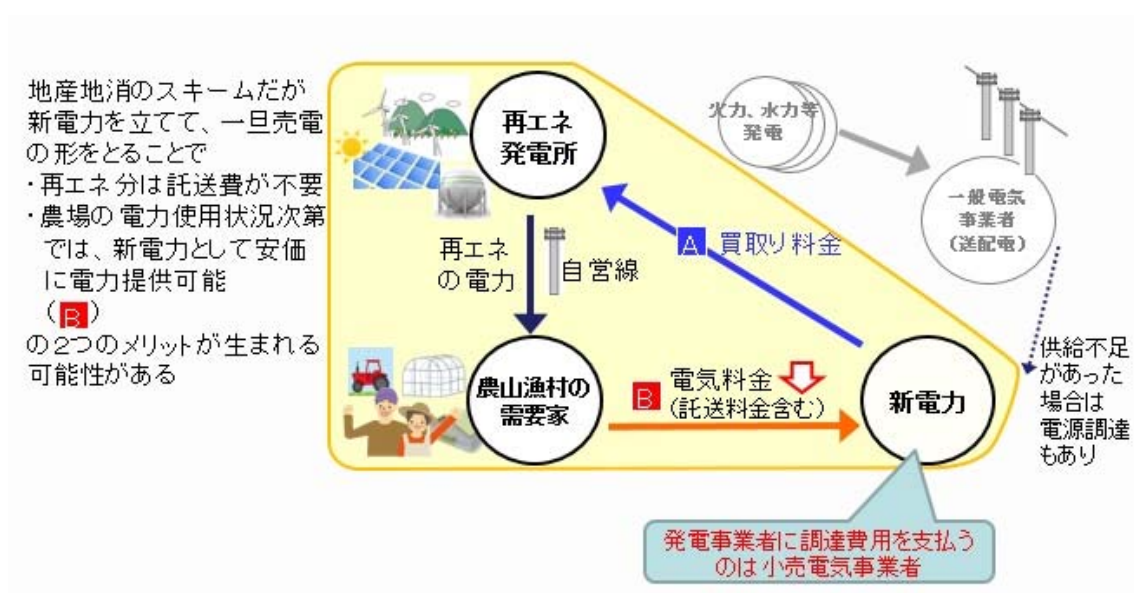 地産地消のスキームだが
新電力を立てて、一旦売電
の形をとることで
・再エネ分は託送費が不要
・農場の電力使用状況次第
では、新電力として安価
に電力提供可能
（B）
の２つのメリットが生まれる
可能性がある
再エネ
発電所
火力、水力等
発電
一般電気
事業者
（送配電）
A 買取り料金
再エネ
の電力
自営線
供給不足
があった
場合は
電源調達
もあり
農山漁村の
需要家
B 電気料金
（託送料金含む）
新電力
発電事業者に調達費用を支払う
のは小売電気事業者